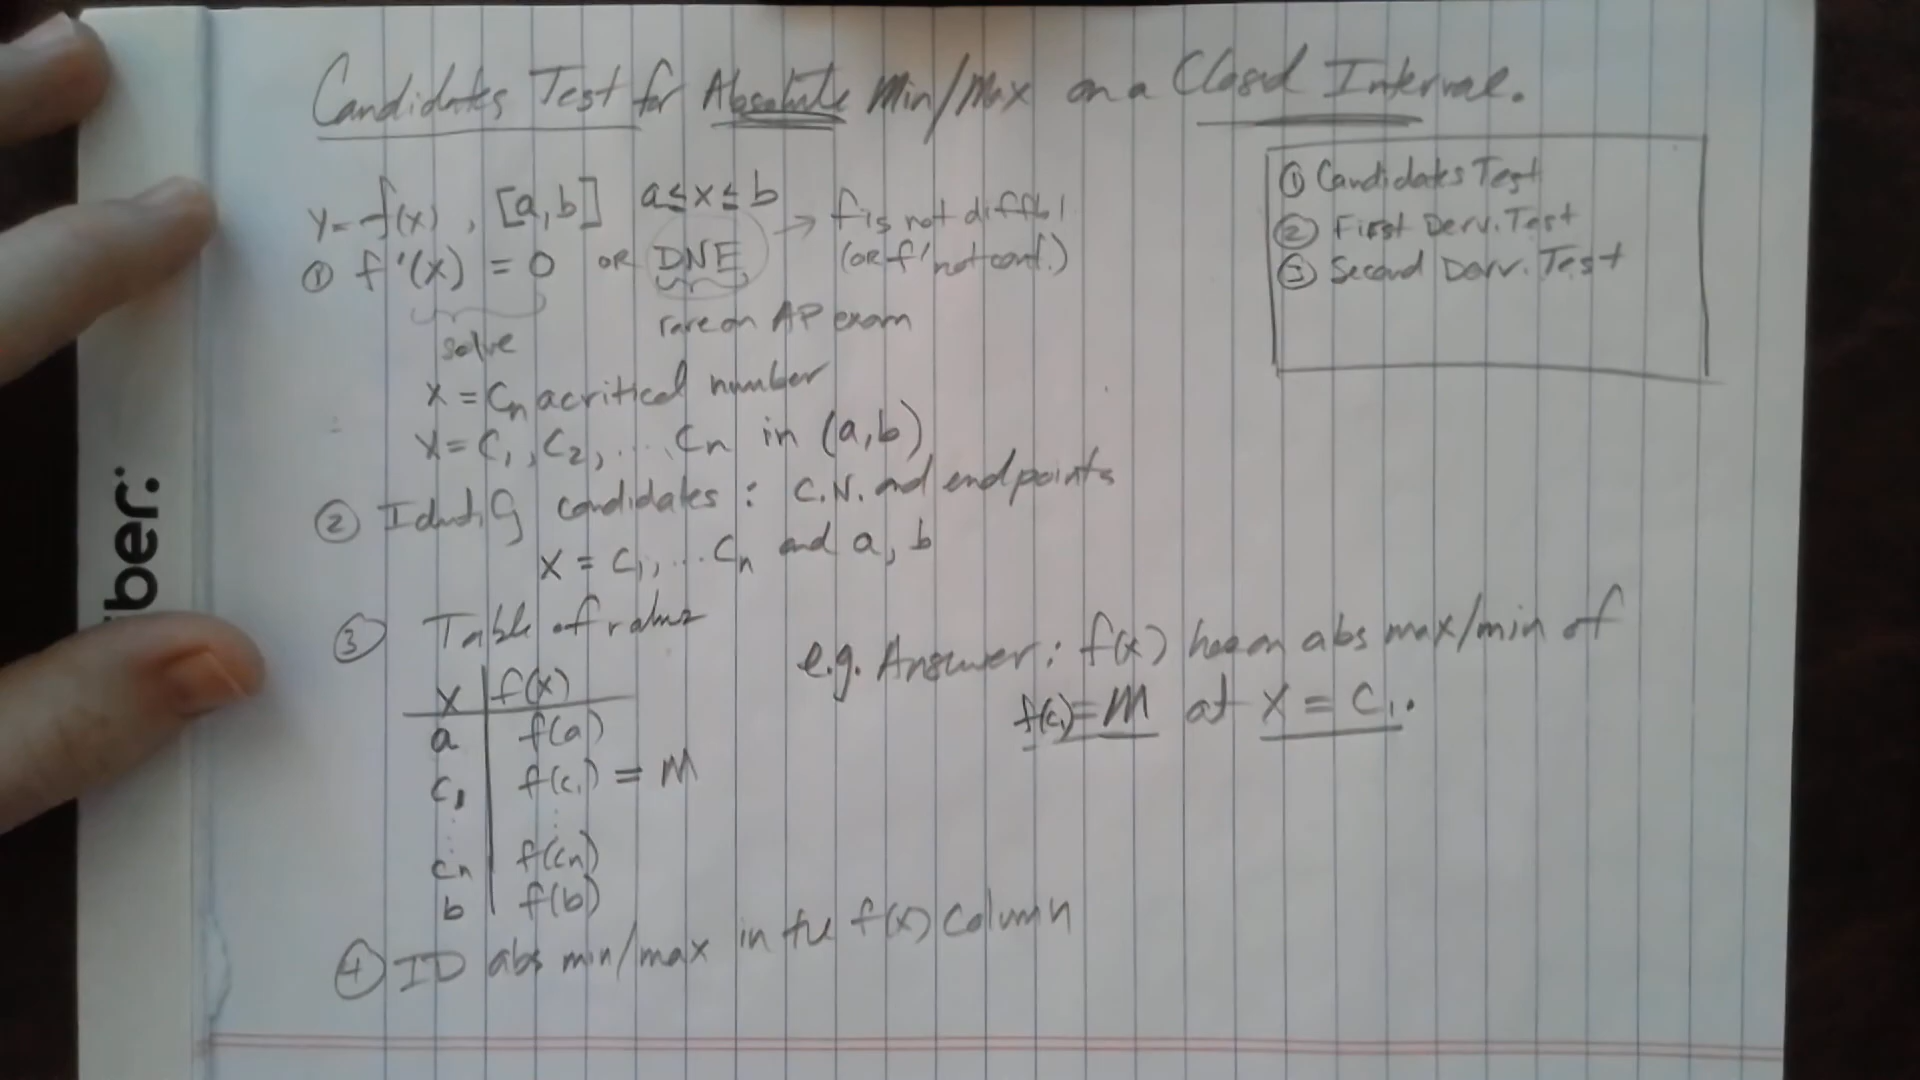 Candidates Test for Absolute Min/Max on a Closed Interval.
① Candidates Test
② First Derv. Test
③ Second Derv. Test
y = f(x), [a,b] a ≤ x ≤ b
① f'(x) = 0 OR DNE → f is not diffbl
(or f' not cont.)
solve
rare on AP exam
x = Cn a critical number
x = C1, C2, ... Cn in (a,b)
② Identify candidates: C.N. and endpoints
x = C1, ... Cn and a, b
③ Table of values
x | f(x)
a | f(a)
c1 | f(c1) = M
⋮ ⋮
cn | f(cn)
b | f(b)
e.g. Answer: f(x) has an abs max/min of
f(c1) = M at x = C1.
④ ID abs min/max in the f(x) column
ber: